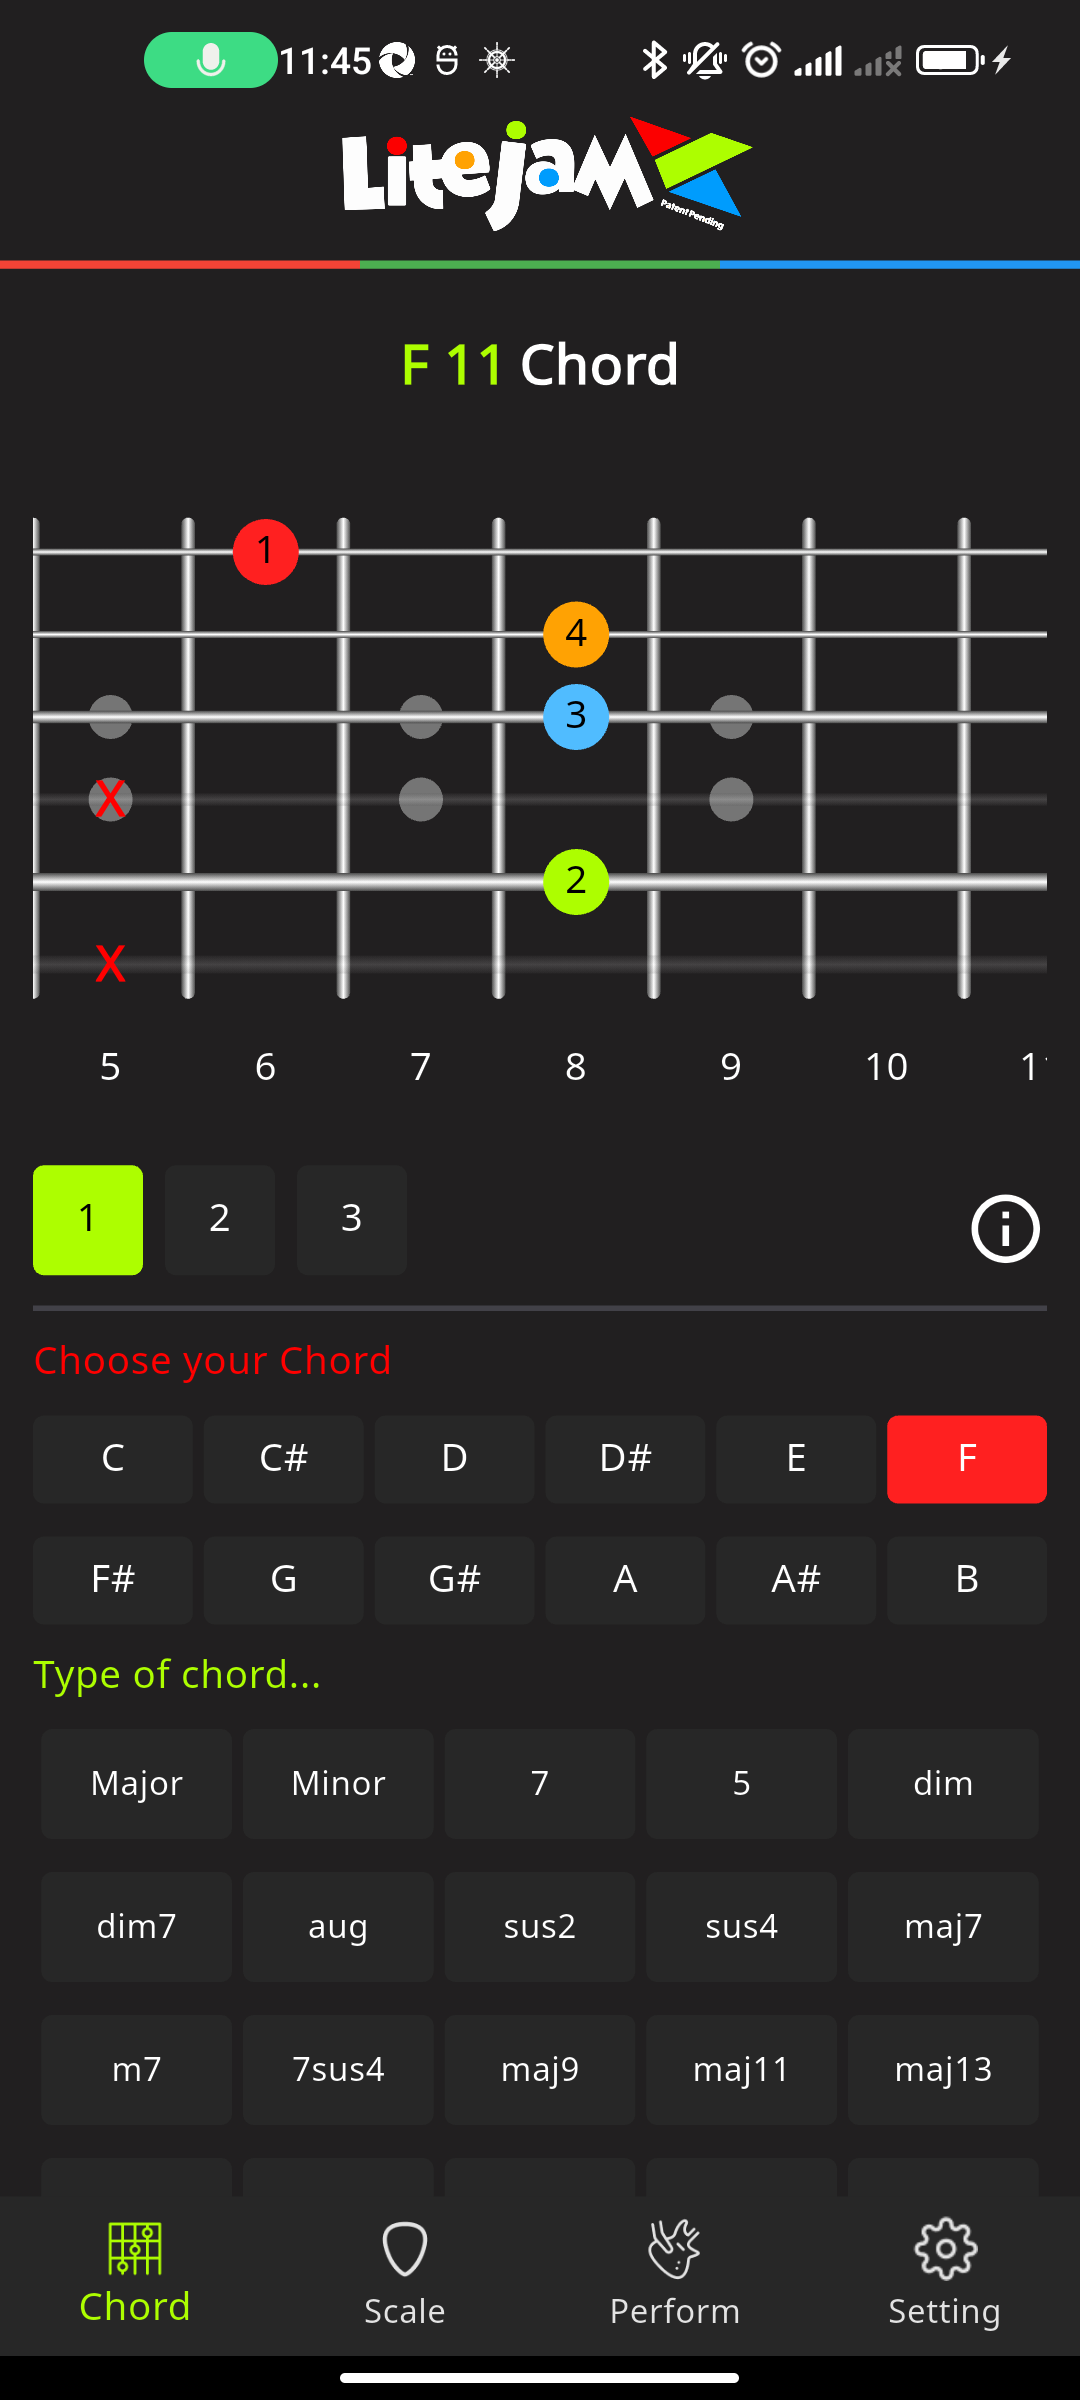 11:45
LitejaM
Patent Pending
F 11 Chord
1
4
3
X
2
X
5 6 7 8 9 10
1 2 3
Choose your Chord
C C# D D# E F
F# G G# A A# B
Type of chord...
Major Minor 7 5 dim
dim7 aug sus2 sus4 maj7
m7 7sus4 maj9 maj11 maj13
Chord Scale Perform Setting